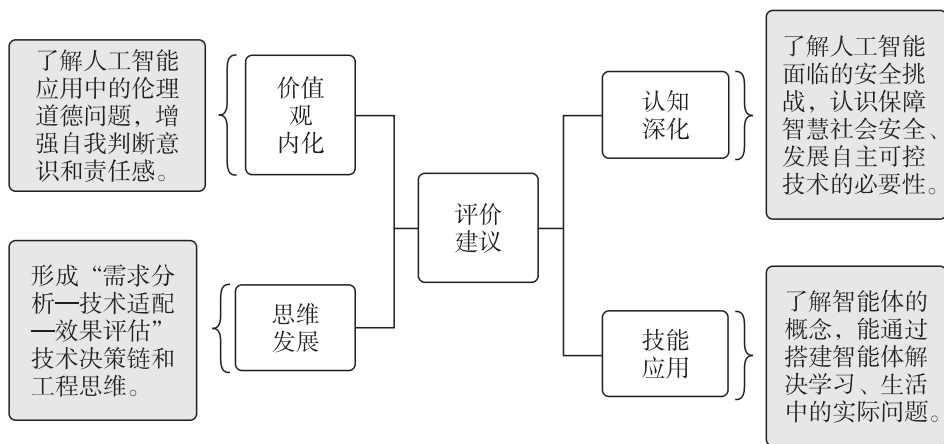 了解人工智能
应用中的伦理
道德问题，增
强自我判断意
识和责任感。
价值
观
内化
形成“需求分
析—技术适配
—效果评估”
技术决策链和
工程思维。
思维
发展
评价
建议
认知
深化
了解人工智能
面临的安全挑
战，认识保障
智慧社会安全、
发展自主可控
技术的必要性。
技能
应用
了解智能体的
概念，能通过
搭建智能体解
决学习、生活
中的实际问题。